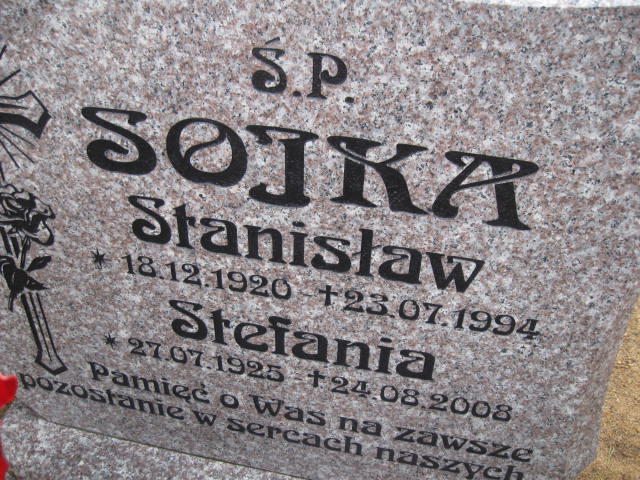 Ś.P.
SOJKA
Stanisław
* 18.12.1920 - † 23.07.1994
Stefania
* 27.07.1925 - † 24.08.2008
Pamięć o Was na zawsze
pozostanie w sercach naszych